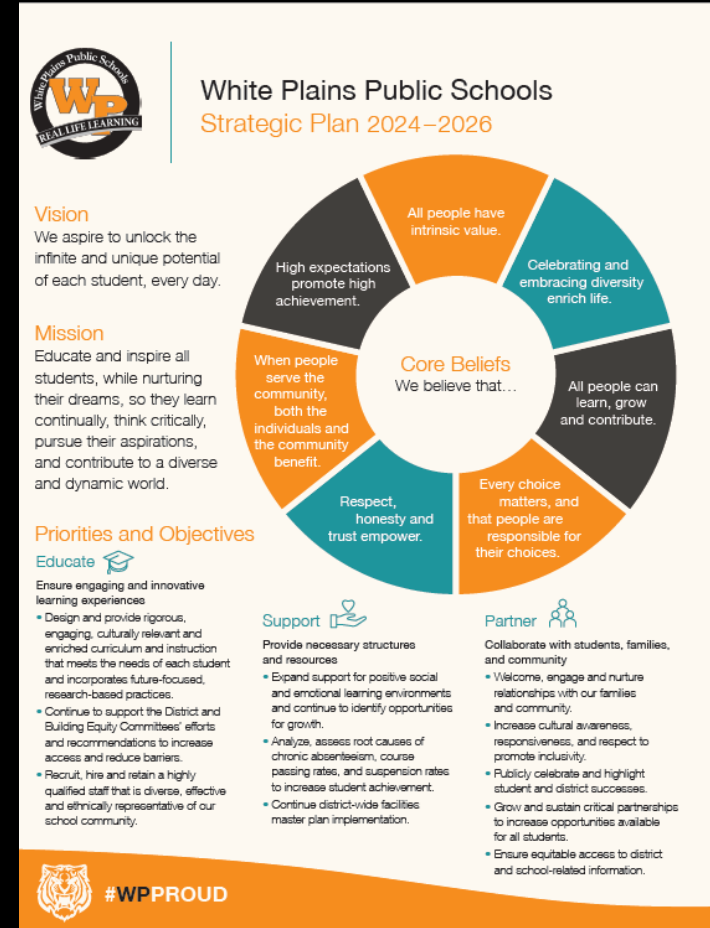 White Plains Public Schools
WP
REAL LIFE LEARNING
White Plains Public Schools
Strategic Plan 2024–2026
Vision
We aspire to unlock the
infinite and unique potential
of each student, every day.
Mission
Educate and inspire all
students, while nurturing
their dreams, so they learn
continually, think critically,
pursue their aspirations,
and contribute to a diverse
and dynamic world.
Core Beliefs
We believe that...
All people have
intrinsic value.
Celebrating and
embracing diversity
enrich life.
All people can
learn, grow
and contribute.
Every choice
matters, and
that people are
responsible for
their choices.
Respect,
honesty and
trust empower.
When people
serve the
community,
both the
individuals and
the community
benefit.
High expectations
promote high
achievement.
Priorities and Objectives
Educate
Ensure engaging and innovative
learning experiences
• Design and provide rigorous,
engaging, culturally relevant and
enriched curriculum and instruction
that meets the needs of each student
and incorporates future-focused,
research-based practices.
• Continue to support the District and
Building Equity Committees' efforts
and recommendations to increase
access and reduce barriers.
• Recruit, hire and retain a highly
qualified staff that is diverse, effective
and ethnically representative of our
school community.
Support
Provide necessary structures
and resources
• Expand support for positive social
and emotional learning environments
and continue to identify opportunities
for growth.
• Analyze, assess root causes of
chronic absenteeism, course
passing rates, and suspension rates
to increase student achievement.
• Continue district-wide facilities
master plan implementation.
Partner
Collaborate with students, families,
and community
• Welcome, engage and nurture
relationships with our families
and community.
• Increase cultural awareness,
responsiveness, and respect to
promote inclusivity.
• Publicly celebrate and highlight
student and district successes.
• Grow and sustain critical partnerships
to increase opportunities available
for all students.
• Ensure equitable access to district
and school-related information.
#WPPROUD